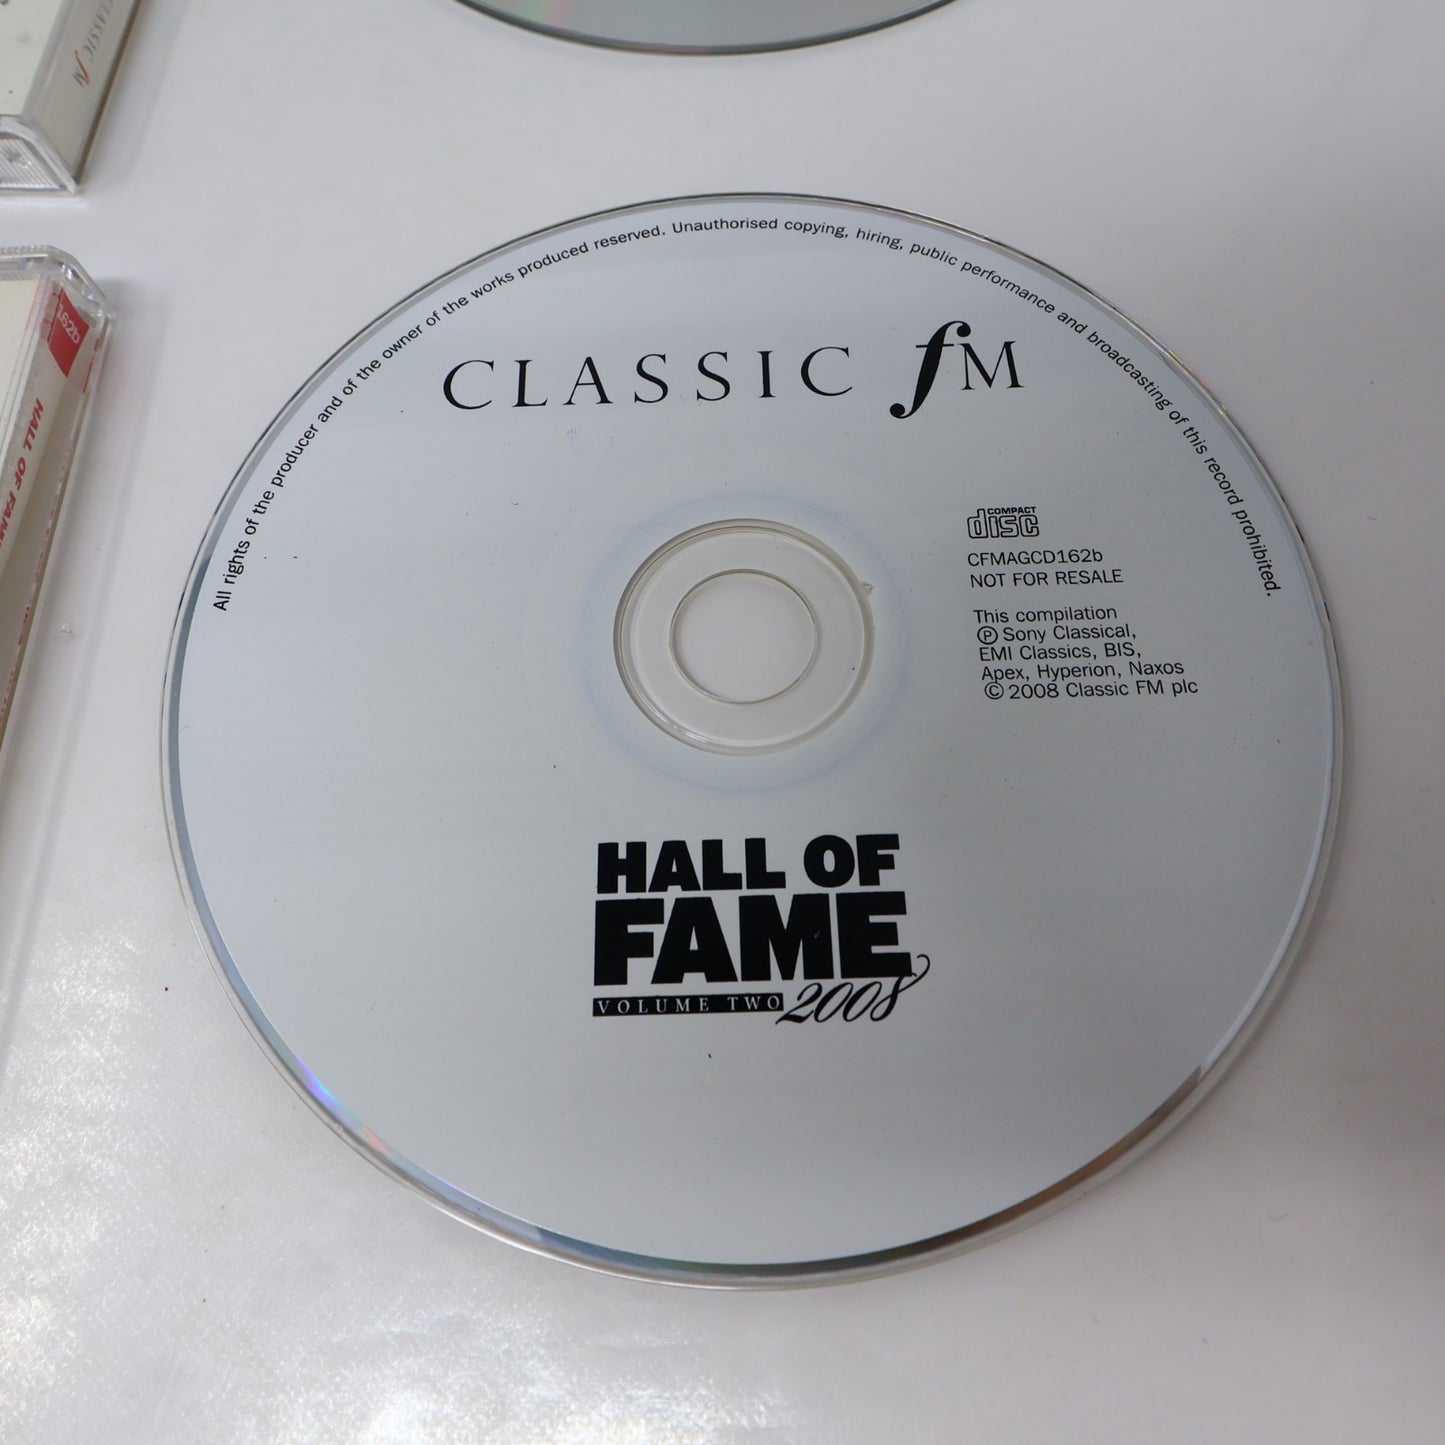 CLASSIC fM
162b
HALL OF FAME
All rights of the producer and of the owner of the works produced reserved. Unauthorised copying, hiring, public performance and broadcasting of this record prohibited.
CLASSIC fM
COMPACT
disc
CFMAGCD162b
NOT FOR RESALE
This compilation
Ⓟ Sony Classical,
EMI Classics, BIS,
Apex, Hyperion, Naxos
© 2008 Classic FM plc
HALL OF
FAME
VOLUME TWO 2008